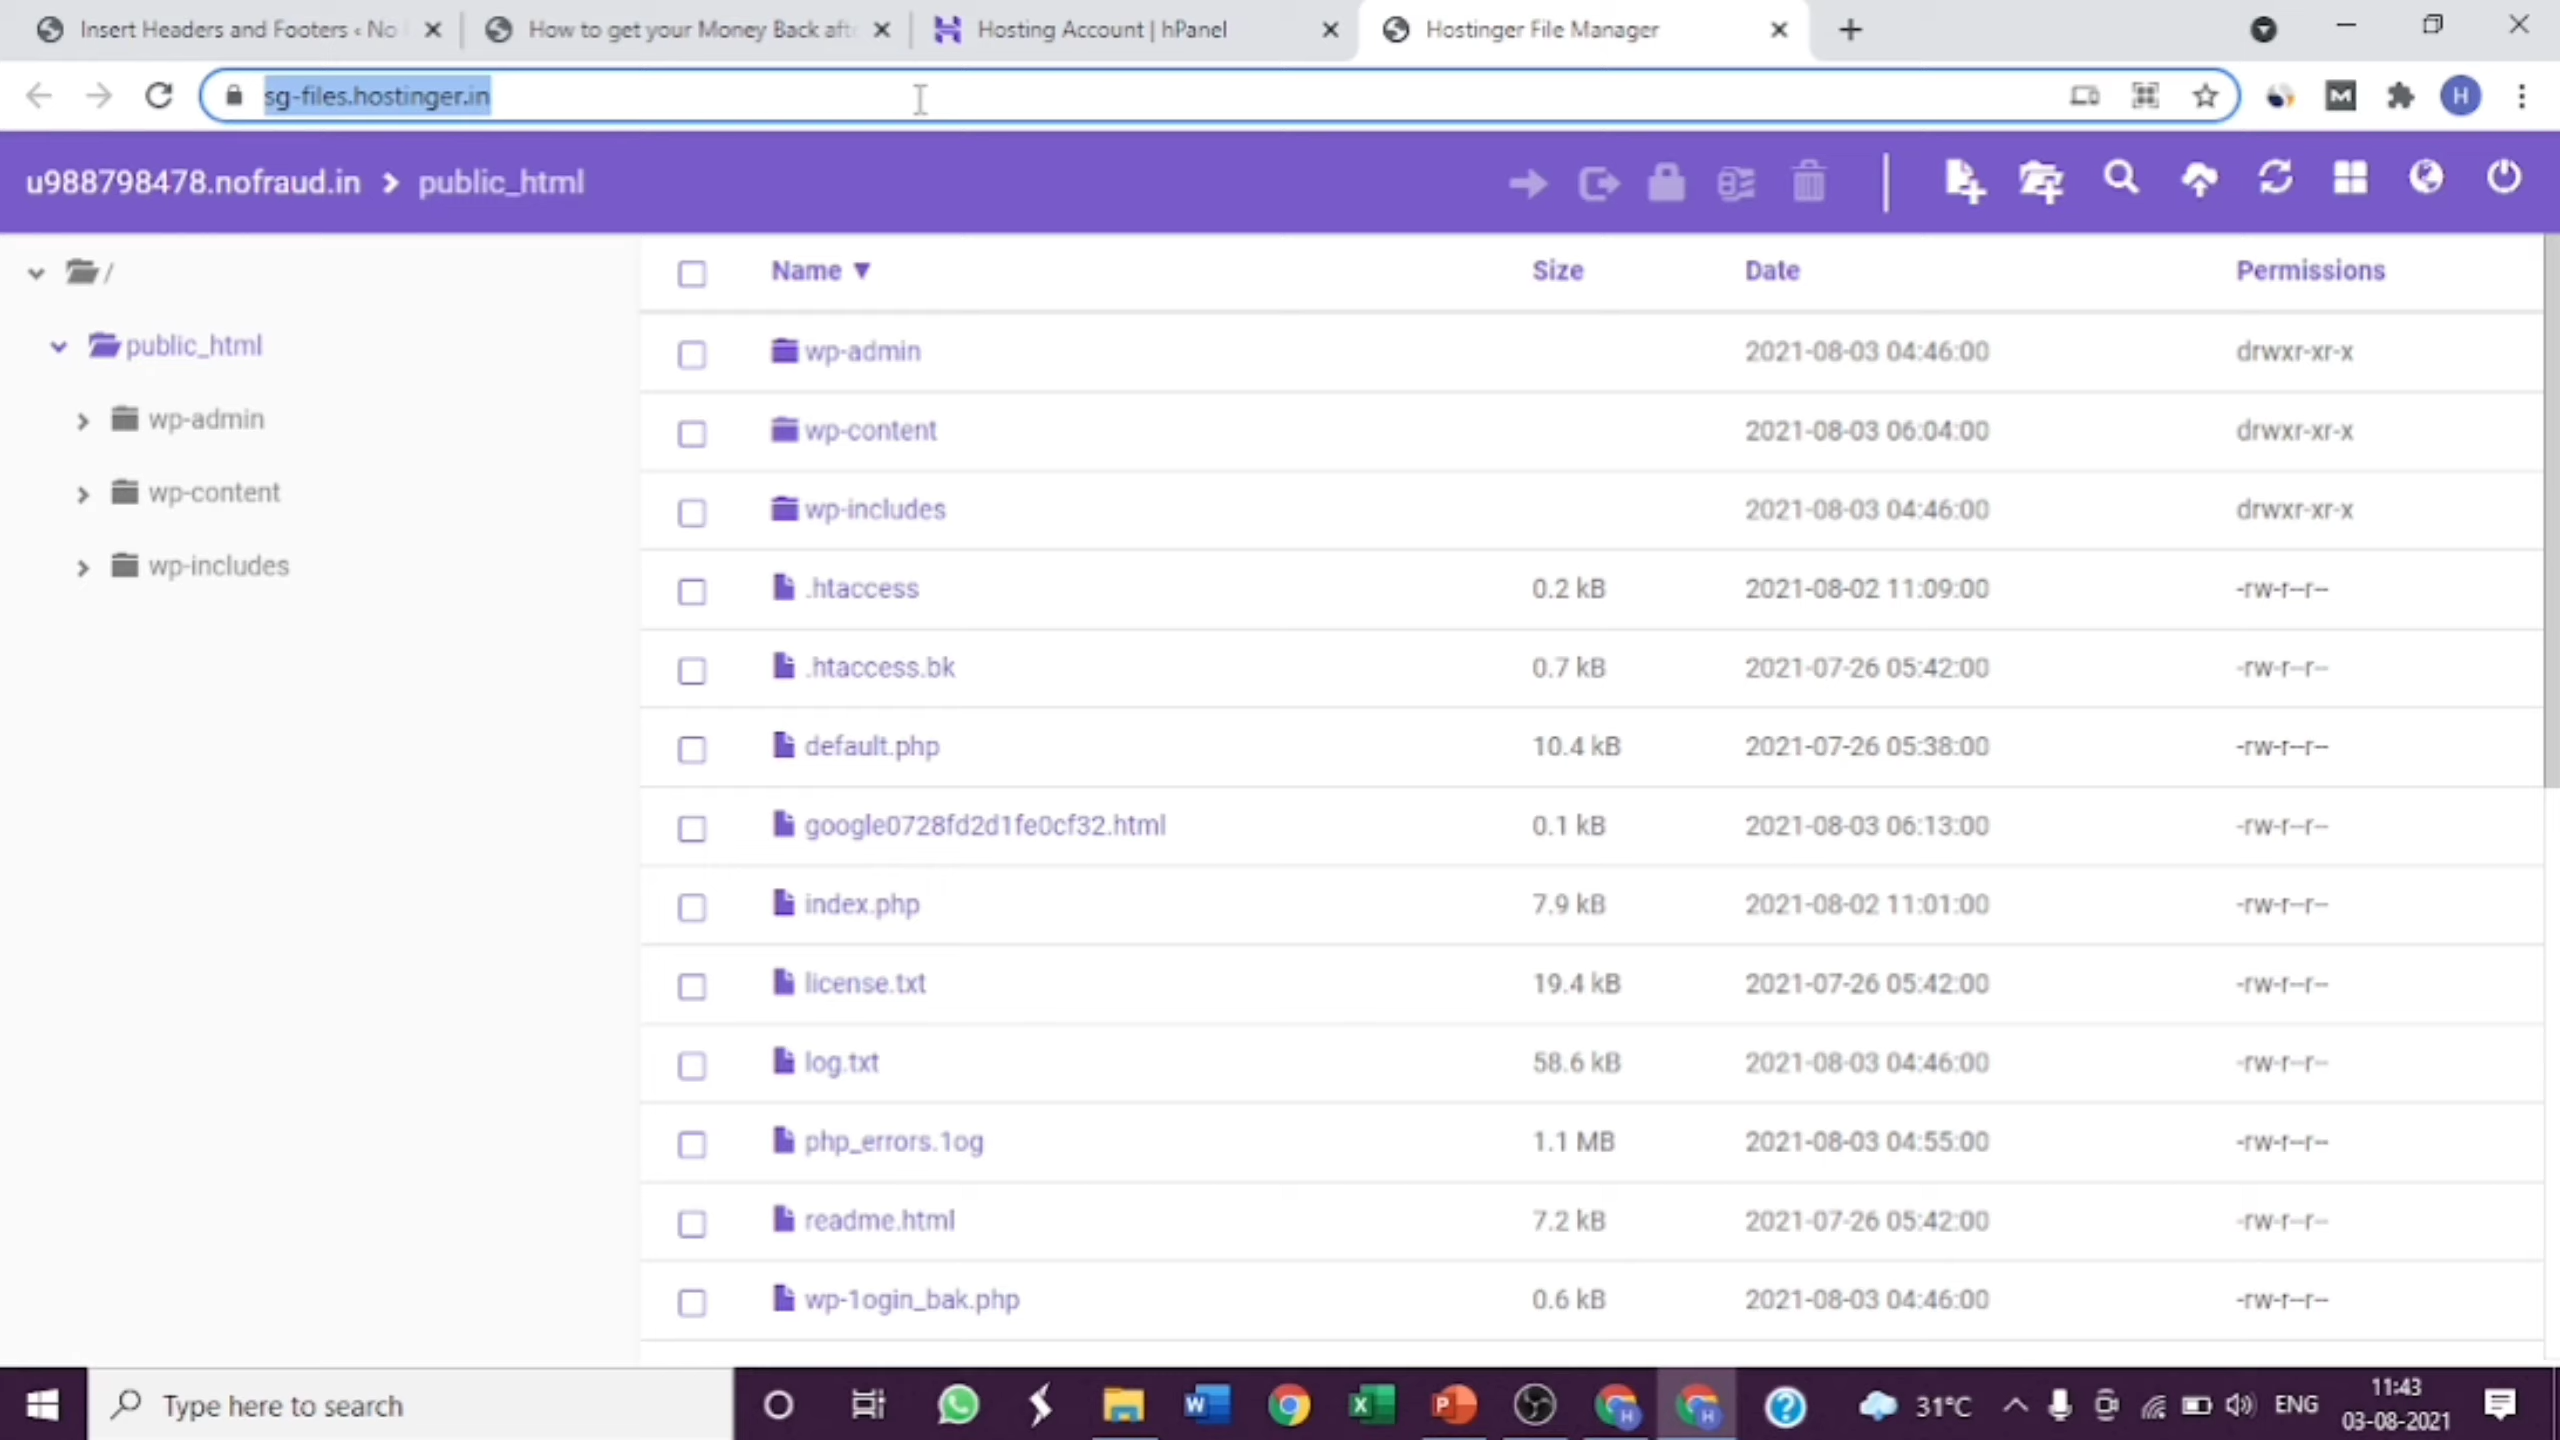 Insert Headers and Footers ‹ No
How to get your Money Back afte
Hosting Account | hPanel
Hostinger File Manager
sg-files.hostinger.in
H
u988798478.nofraud.in > public_html
/
public_html
wp-admin
wp-content
wp-includes
Name Size Date Permissions
wp-admin 2021-08-03 04:46:00 drwxr-xr-x
wp-content 2021-08-03 06:04:00 drwxr-xr-x
wp-includes 2021-08-03 04:46:00 drwxr-xr-x
.htaccess 0.2 kB 2021-08-02 11:09:00 -rw-r--r--
.htaccess.bk 0.7 kB 2021-07-26 05:42:00 -rw-r--r--
default.php 10.4 kB 2021-07-26 05:38:00 -rw-r--r--
google0728fd2d1fe0cf32.html 0.1 kB 2021-08-03 06:13:00 -rw-r--r--
index.php 7.9 kB 2021-08-02 11:01:00 -rw-r--r--
license.txt 19.4 kB 2021-07-26 05:42:00 -rw-r--r--
log.txt 58.6 kB 2021-08-03 04:46:00 -rw-r--r--
php_errors.1og 1.1 MB 2021-08-03 04:55:00 -rw-r--r--
readme.html 7.2 kB 2021-07-26 05:42:00 -rw-r--r--
wp-1ogin_bak.php 0.6 kB 2021-08-03 04:46:00 -rw-r--r--
Type here to search
31°C
ENG
11:43
03-08-2021